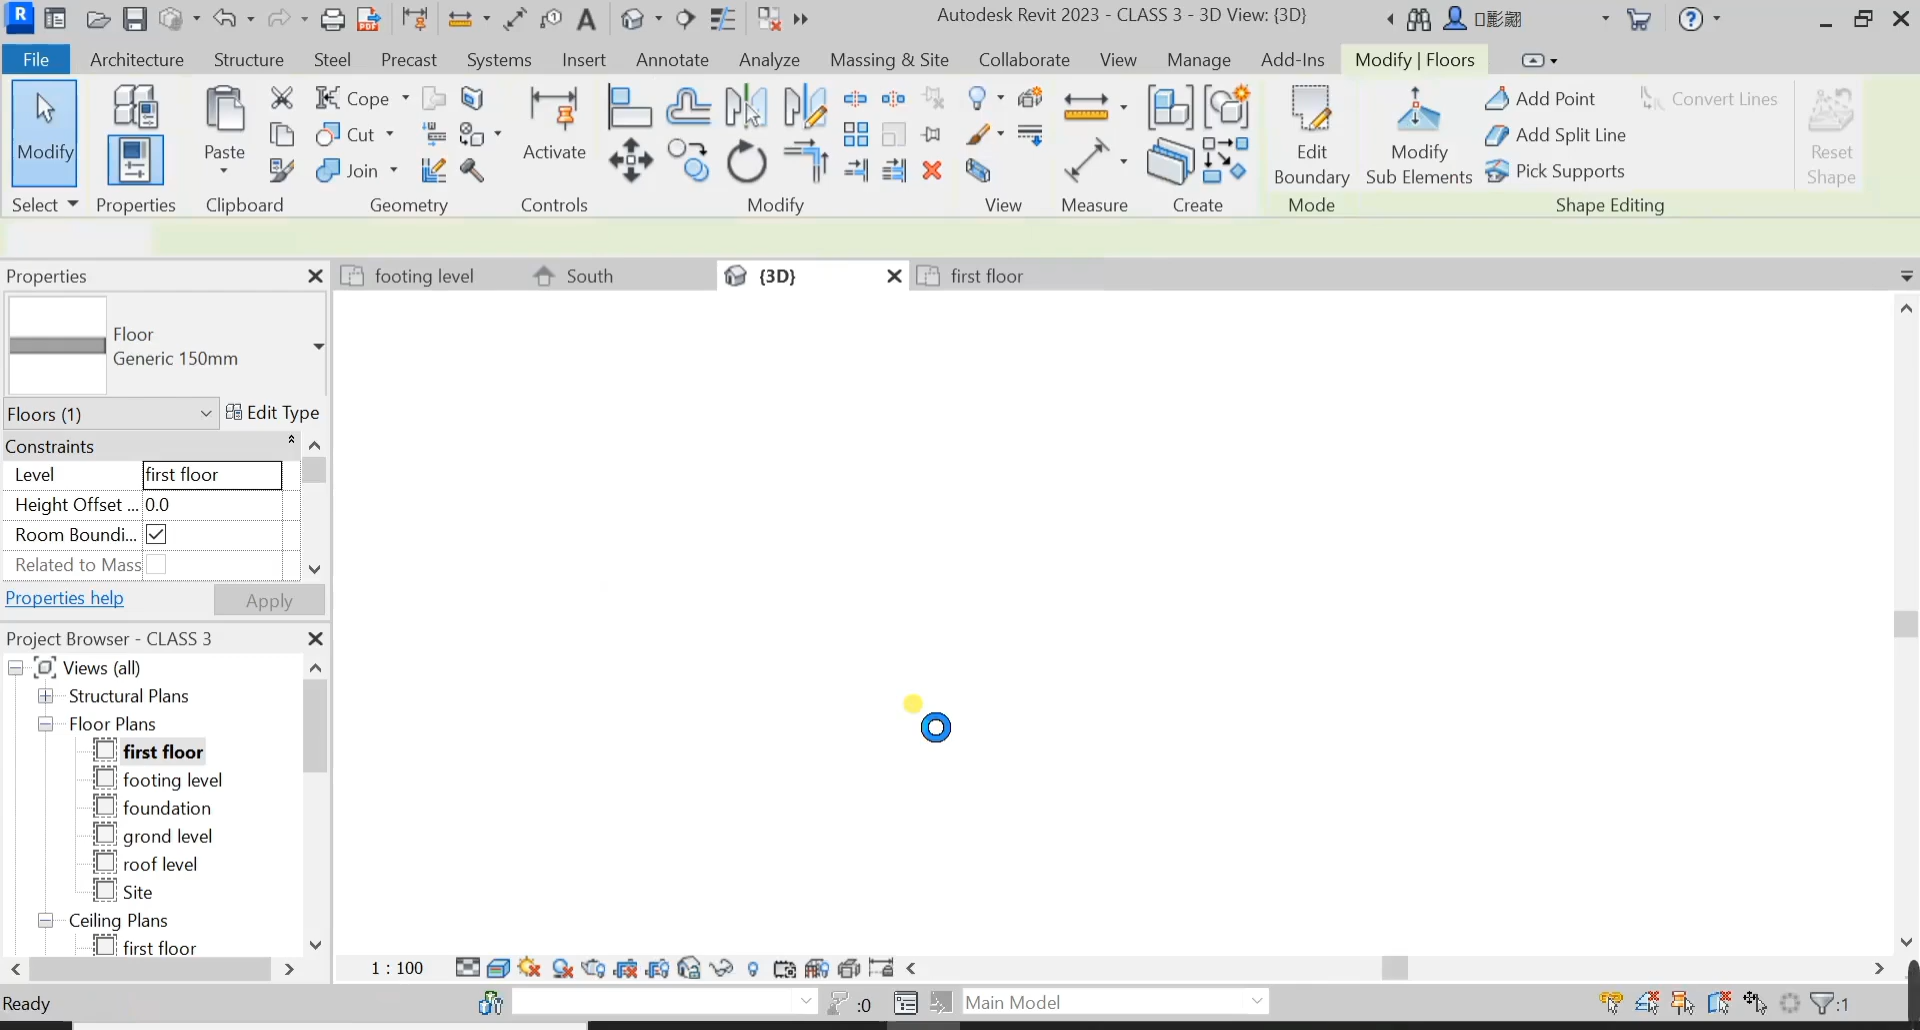 Autodesk Revit 2023 - CLASS 3 - 3D View: {3D}
File Architecture Structure Steel Precast Systems Insert Annotate Analyze Massing & Site Collaborate View Manage Add-Ins Modify | Floors
Modify
Paste
Cope
Cut
Join
Activate
Edit
Boundary
Modify
Sub Elements
Add Point
Add Split Line
Pick Supports
Convert Lines
Reset
Shape
Select Properties Clipboard Geometry Controls Modify View Measure Create Mode Shape Editing
Properties
footing level South {3D} first floor
Floor
Generic 150mm
Floors (1) Edit Type
Constraints
Level first floor
Height Offset ... 0.0
Room Boundi...
Related to Mass
Properties help Apply
Project Browser - CLASS 3
Views (all)
Structural Plans
Floor Plans
first floor
footing level
foundation
grond level
roof level
Site
Ceiling Plans
first floor
1 : 100
Ready :0 Main Model :1